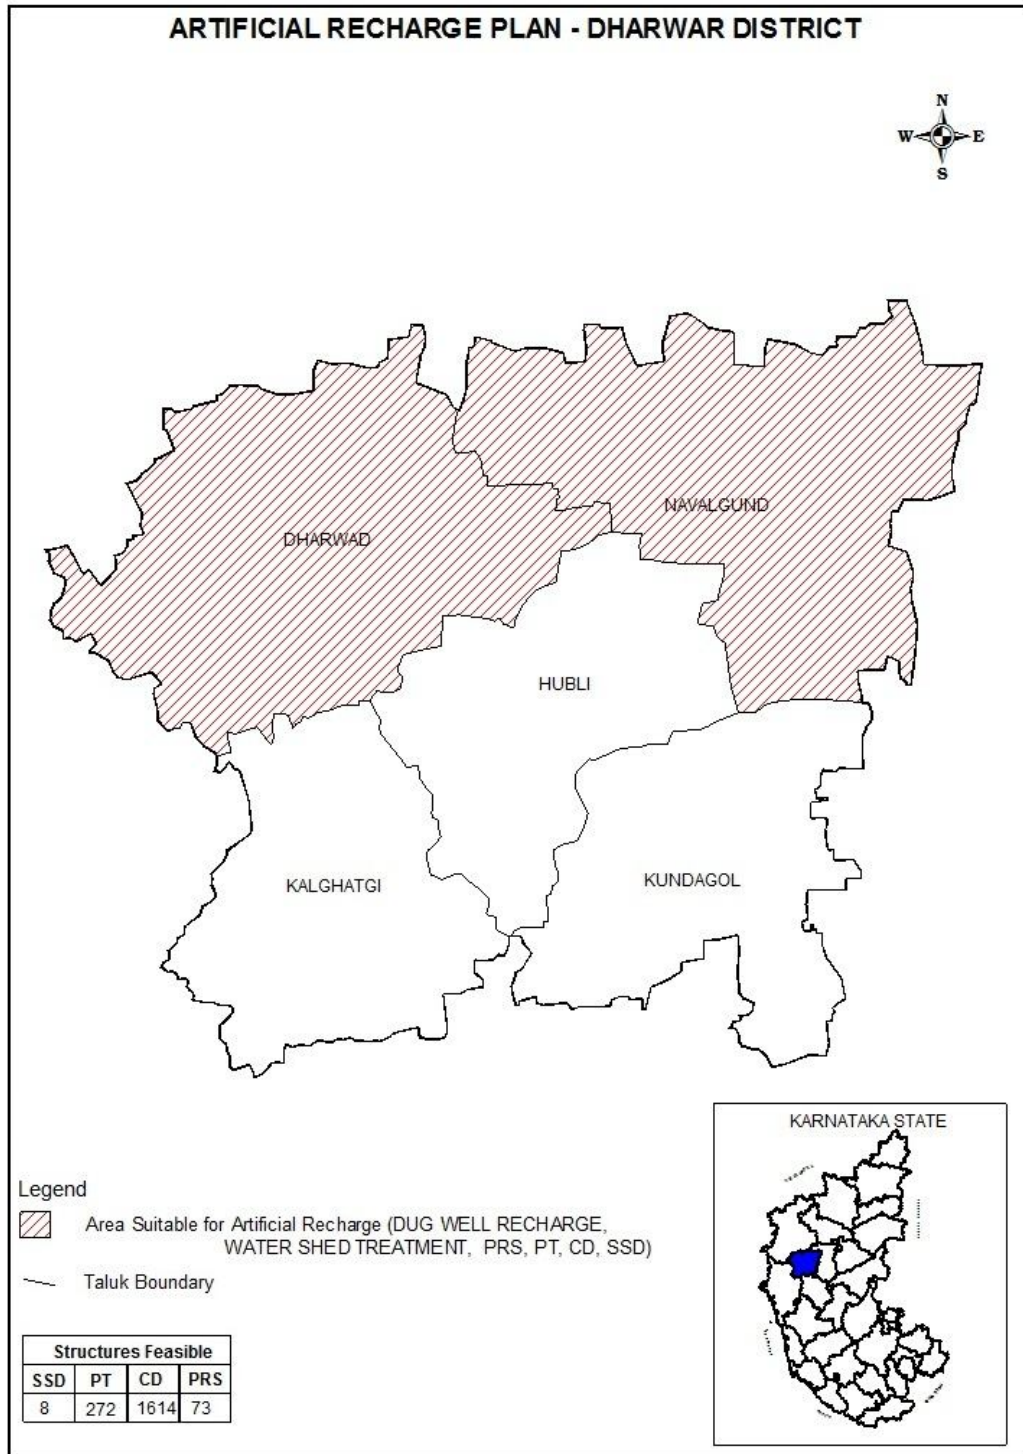 ARTIFICIAL RECHARGE PLAN - DHARWAR DISTRICT
N
W E
S
NAVALGUND
DHARWAD
HUBLI
KUNDAGOL
KALGHATGI
KARNATAKA STATE
Legend
Area Suitable for Artificial Recharge (DUG WELL RECHARGE,
WATER SHED TREATMENT, PRS, PT, CD, SSD)
Taluk Boundary
Structures Feasible
SSD PT CD PRS
8 272 1614 73